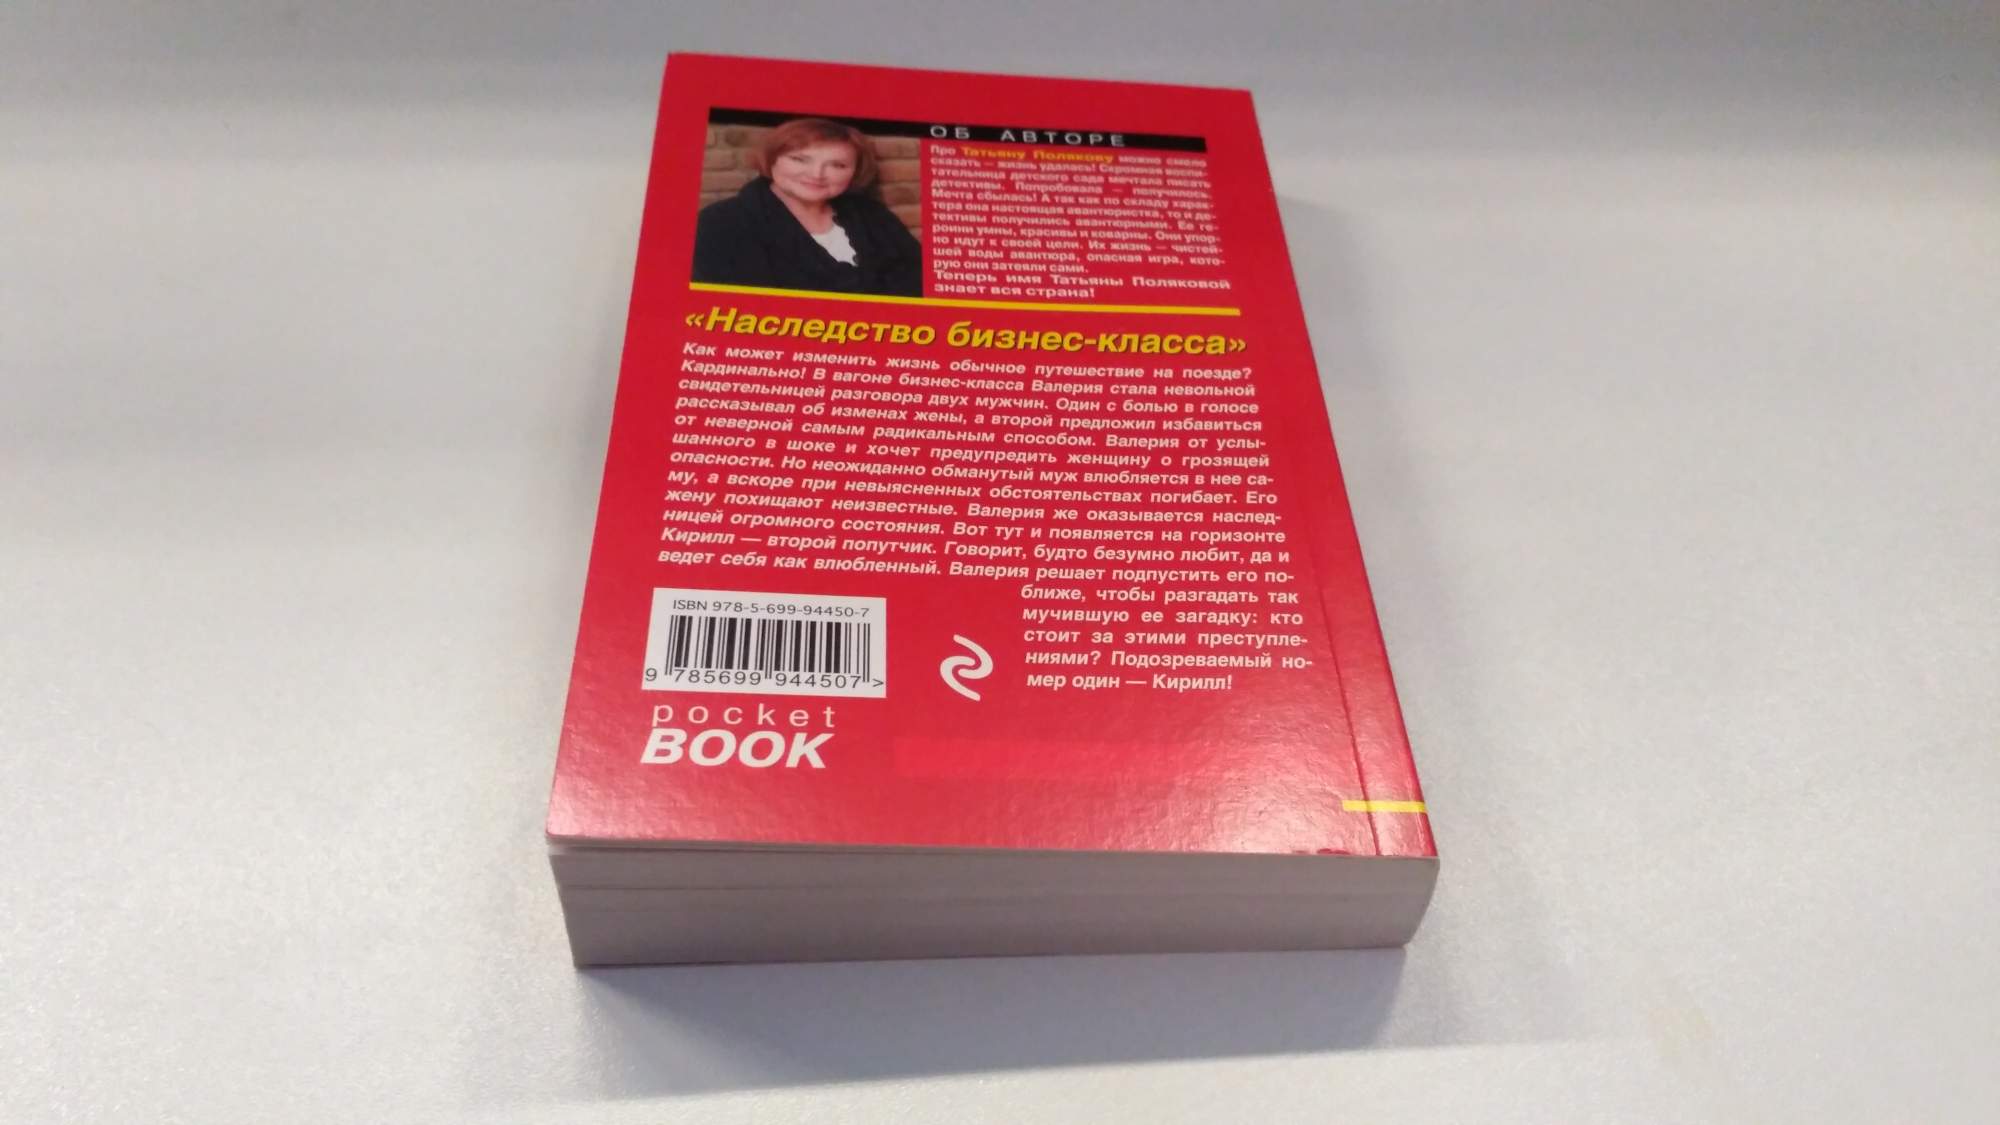 ОБ АВТОРЕ
Про Татьяну Полякову можно смело
сказать — жизнь удалась! Скромная воспи-
тательница детского сада мечтала писать
детективы. Попробовала — получилось.
Мечта сбылась! А так как по складу харак-
тера она настоящая авантюристка, то и де-
тективы получились авантюрными. Ее ге-
роини умны, красивы и коварны. Они упор-
но идут к своей цели. Их жизнь — чистей-
шей воды авантюра, опасная игра, кото-
рую они затеяли сами.
Теперь имя Татьяны Поляковой
знает вся страна!
«Наследство бизнес-класса»
Как может изменить жизнь обычное путешествие на поезде?
Кардинально! В вагоне бизнес-класса Валерия стала невольной
свидетельницей разговора двух мужчин. Один с болью в голосе
рассказывал об изменах жены, а второй предложил избавиться
от неверной самым радикальным способом. Валерия от услы-
шанного в шоке и хочет предупредить женщину о грозящей
опасности. Но неожиданно обманутый муж влюбляется в нее са-
му, а вскоре при невыясненных обстоятельствах погибает. Его
жену похищают неизвестные. Валерия же оказывается наслед-
ницей огромного состояния. Вот тут и появляется на горизонте
Кирилл — второй попутчик. Говорит, будто безумно любит, да и
ведет себя как влюбленный. Валерия решает подпустить его по-
ближе, чтобы разгадать так
мучившую ее загадку: кто
стоит за этими преступле-
ниями? Подозреваемый но-
мер один — Кирилл!
ISBN 978-5-699-94450-7
9 785699 944507 >
pocket
BOOK